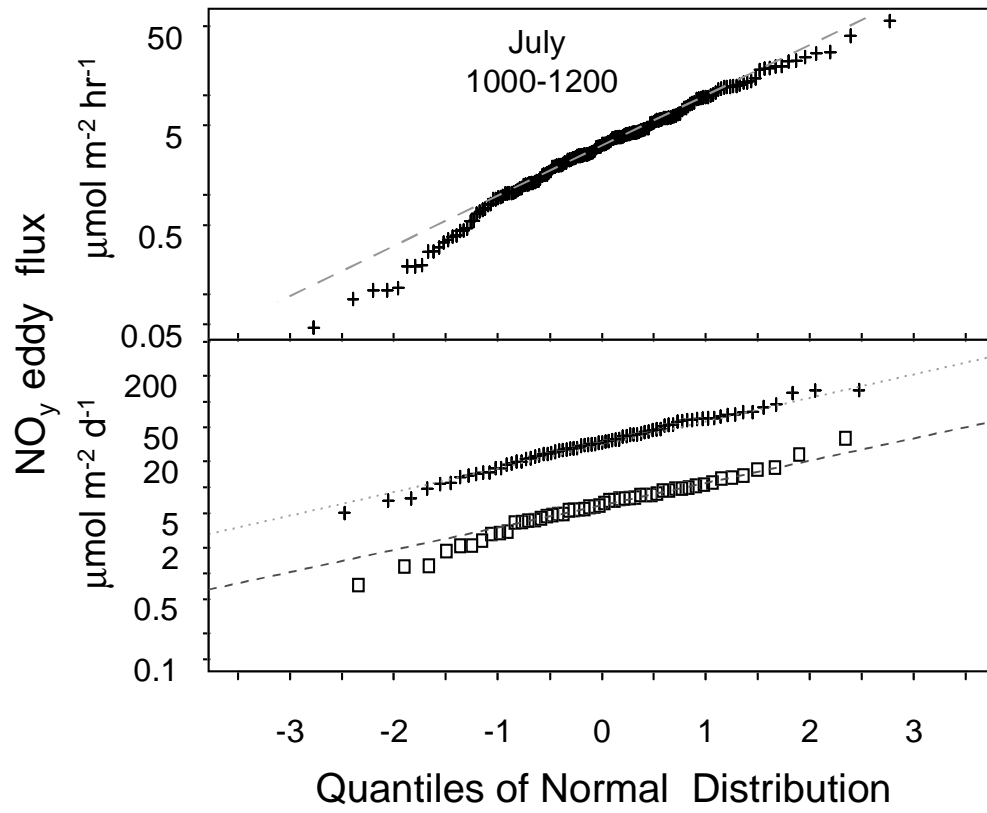 July
1000-1200
50
5
0.5
0.05
μmol m-2 hr-1
NOy eddy flux
200
50
20
5
2
0.5
0.1
μmol m-2 d-1
-3 -2 -1 0 1 2 3
Quantiles of Normal Distribution